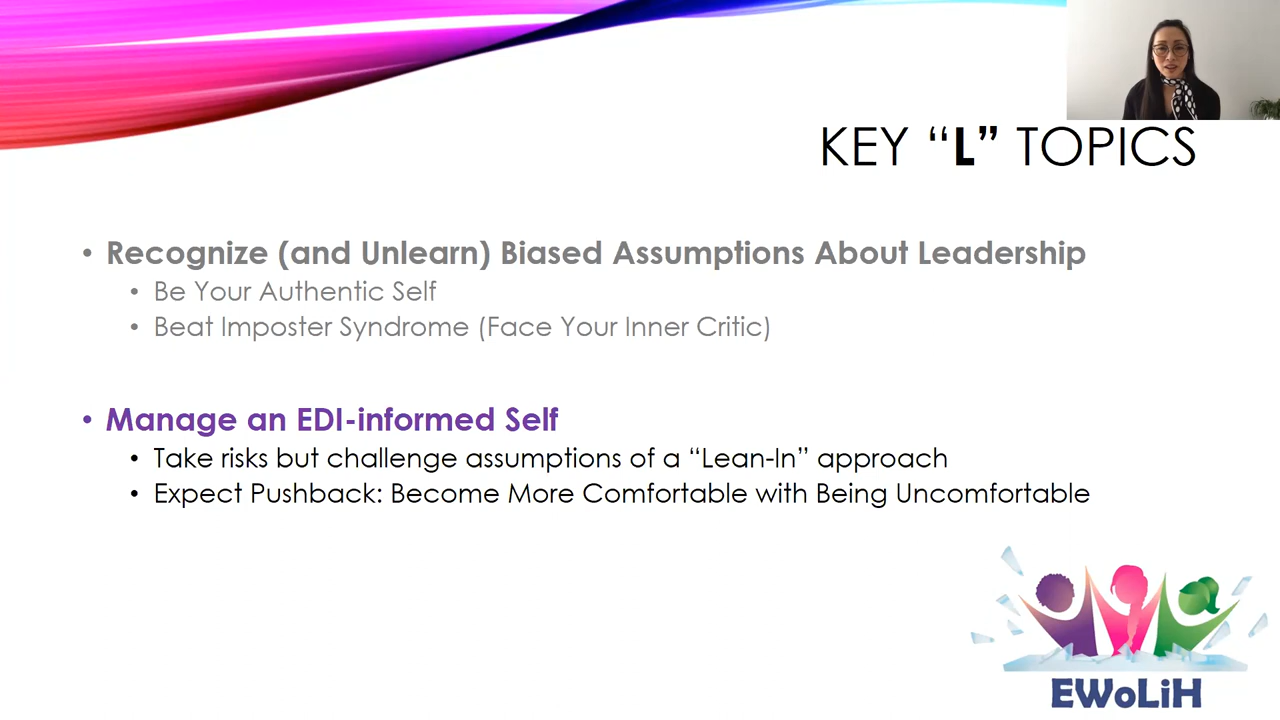 KEY “L” TOPICS
• Recognize (and Unlearn) Biased Assumptions About Leadership
• Be Your Authentic Self
• Beat Imposter Syndrome (Face Your Inner Critic)
• Manage an EDI-informed Self
• Take risks but challenge assumptions of a “Lean-In” approach
• Expect Pushback: Become More Comfortable with Being Uncomfortable
EWoLiH